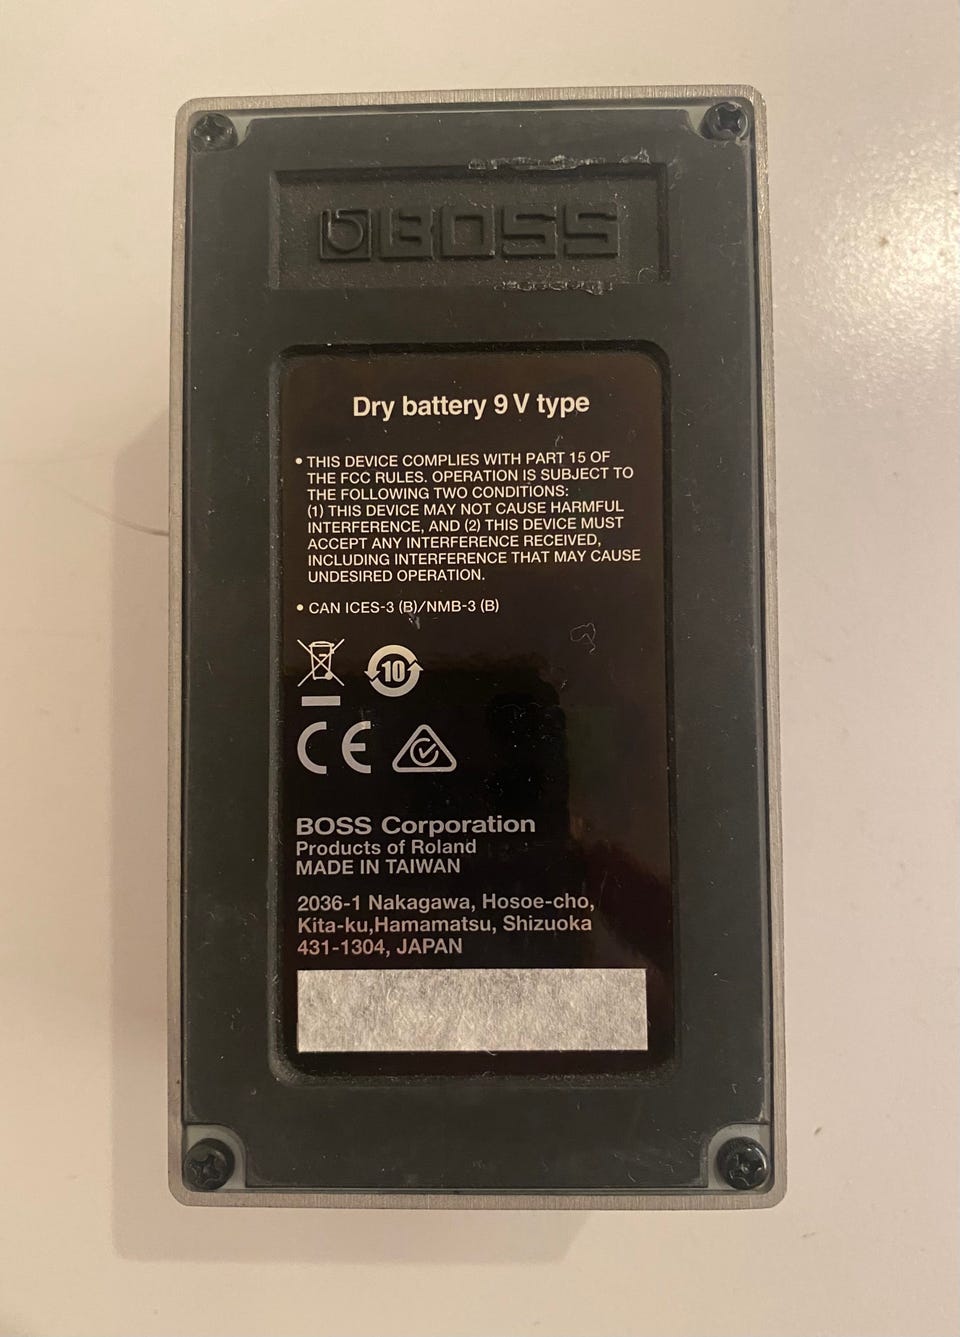 BOSS
Dry battery 9 V type
• THIS DEVICE COMPLIES WITH PART 15 OF
THE FCC RULES. OPERATION IS SUBJECT TO
THE FOLLOWING TWO CONDITIONS:
(1) THIS DEVICE MAY NOT CAUSE HARMFUL
INTERFERENCE, AND (2) THIS DEVICE MUST
ACCEPT ANY INTERFERENCE RECEIVED,
INCLUDING INTERFERENCE THAT MAY CAUSE
UNDESIRED OPERATION.
• CAN ICES-3 (B)/NMB-3 (B)
10
CE
BOSS Corporation
Products of Roland
MADE IN TAIWAN
2036-1 Nakagawa, Hosoe-cho,
Kita-ku,Hamamatsu, Shizuoka
431-1304, JAPAN